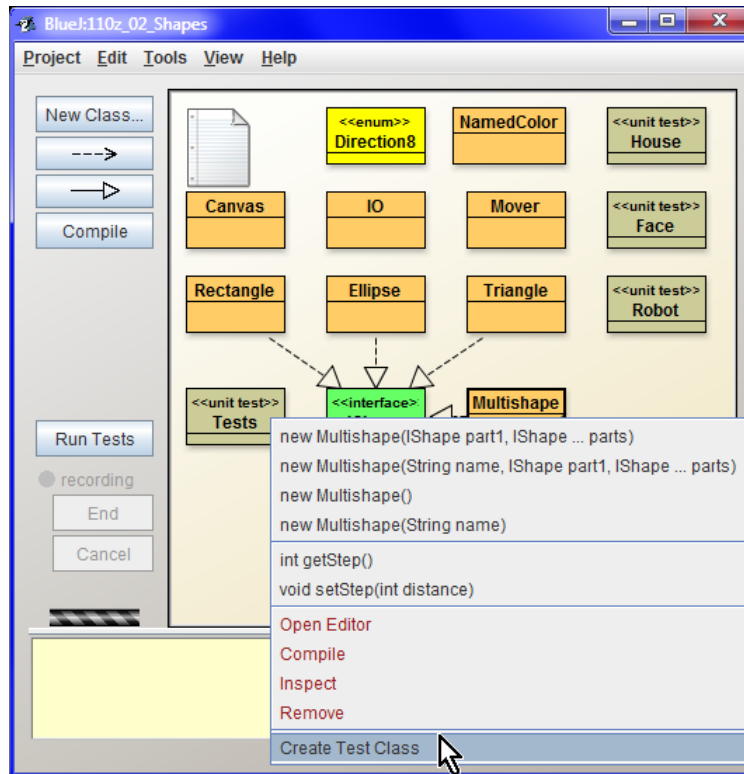 BlueJ:110z_02_Shapes
Project Edit Tools View Help
New Class...
Compile
<<enum>>
Direction8
NamedColor
<<unit test>>
House
Canvas
IO
Mover
<<unit test>>
Face
Rectangle
Ellipse
Triangle
<<unit test>>
Robot
<<unit test>>
Tests
<<interface>
Multishape
Run Tests
recording
End
Cancel
new Multishape(IShape part1, IShape ... parts)
new Multishape(String name, IShape part1, IShape ... parts)
new Multishape()
new Multishape(String name)
int getStep()
void setStep(int distance)
Open Editor
Compile
Inspect
Remove
Create Test Class